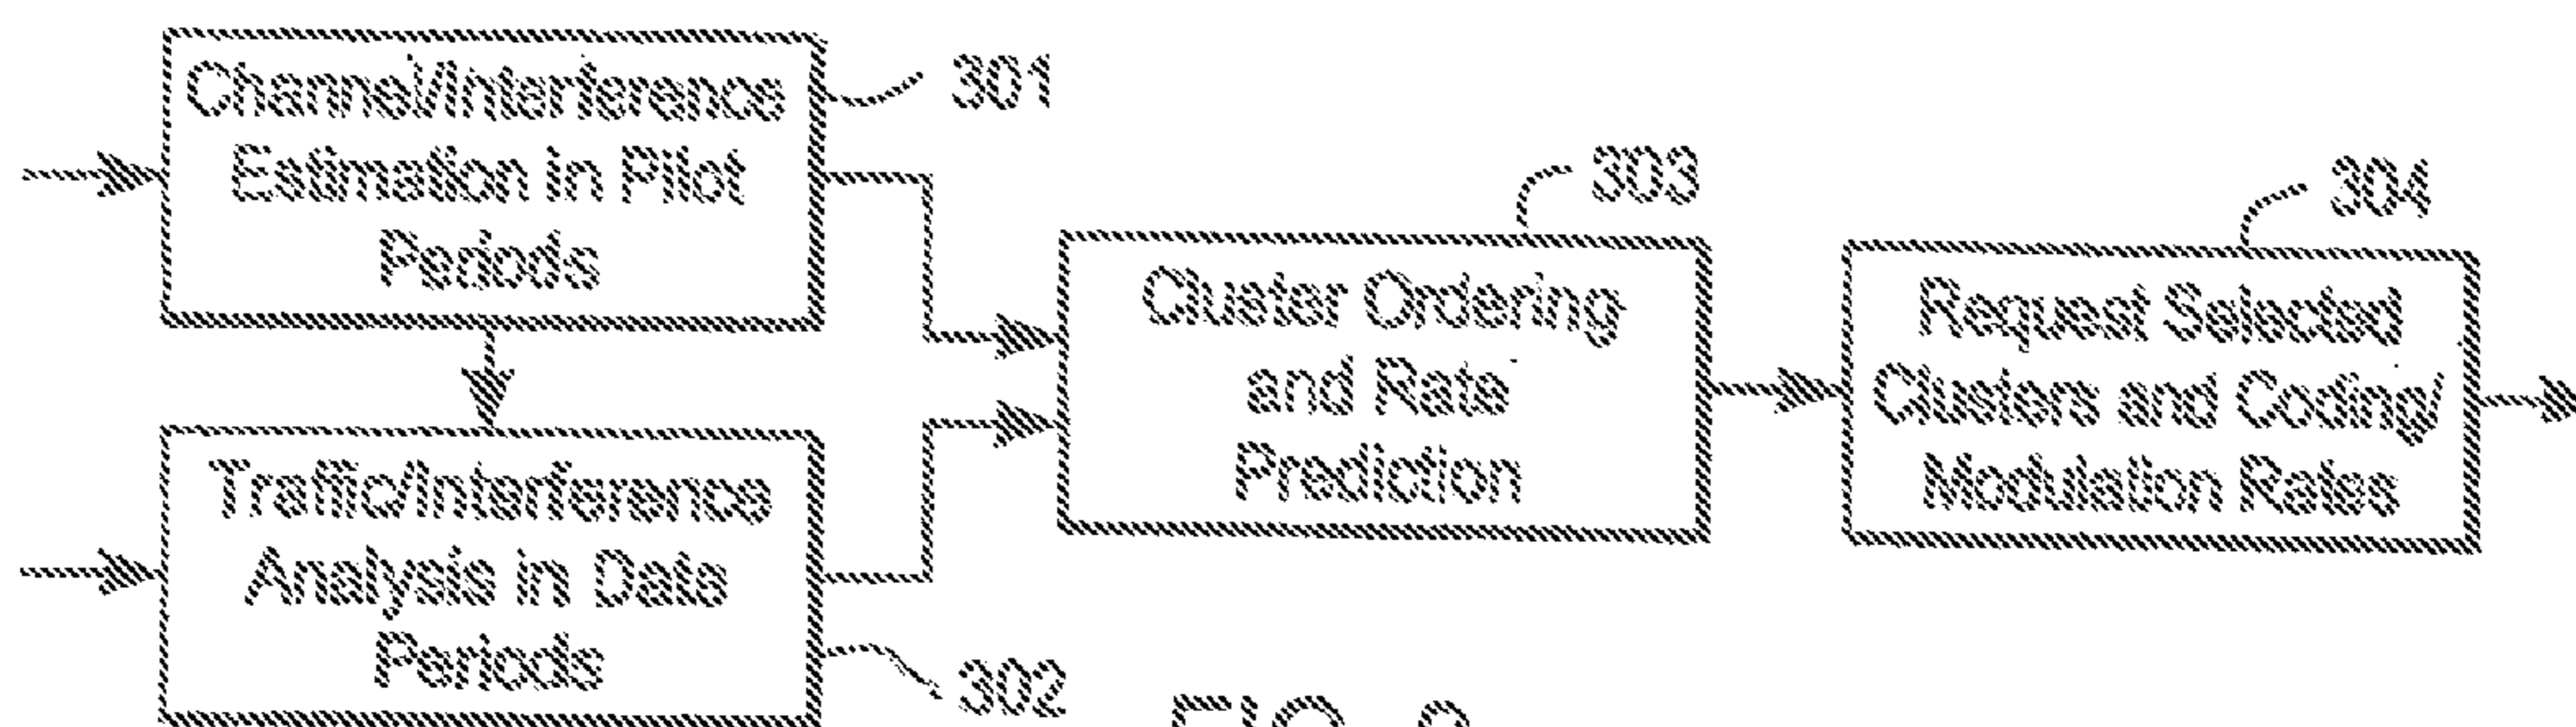 Channel/Interference
Estimation in Pilot
Periods
301
Traffic/Interference
Analysis in Data
Periods
302
Cluster Ordering
and Rate
Prediction
303
Request Selected
Clusters and Coding/
Modulation Rates
304
FIG.